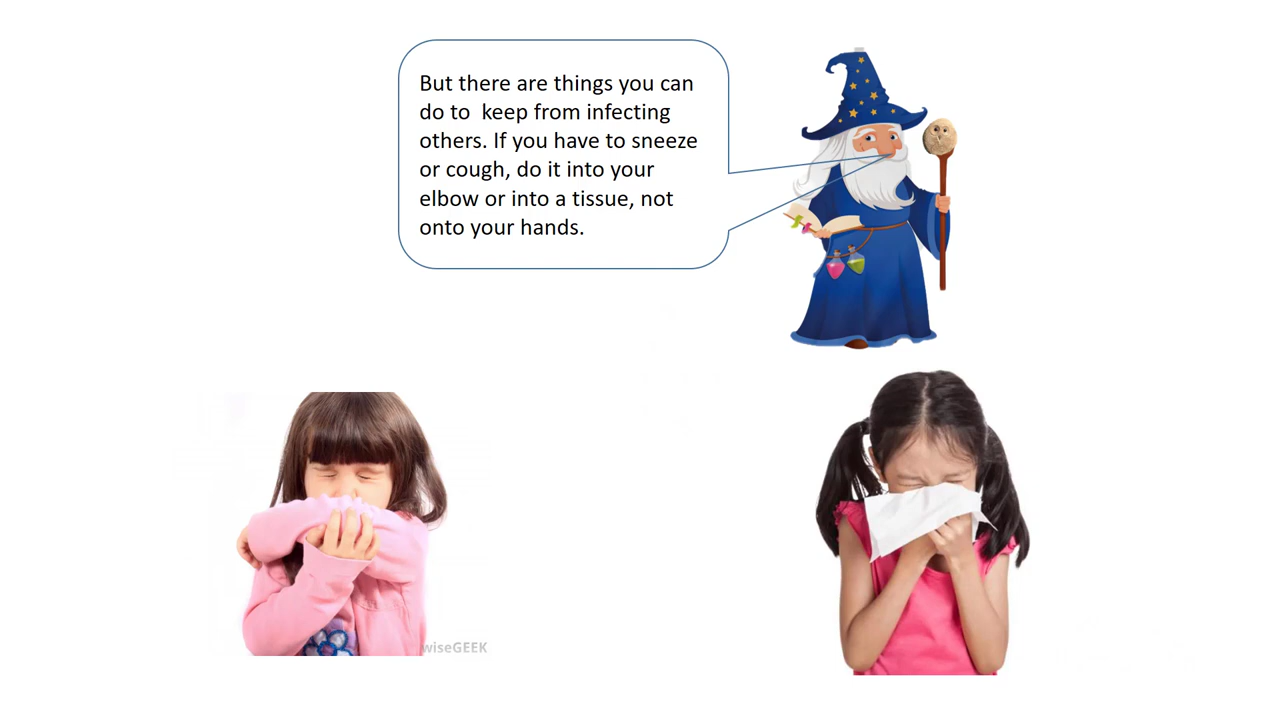 But there are things you can
do to  keep from infecting
others. If you have to sneeze
or cough, do it into your
elbow or into a tissue, not
onto your hands.
wiseGEEK